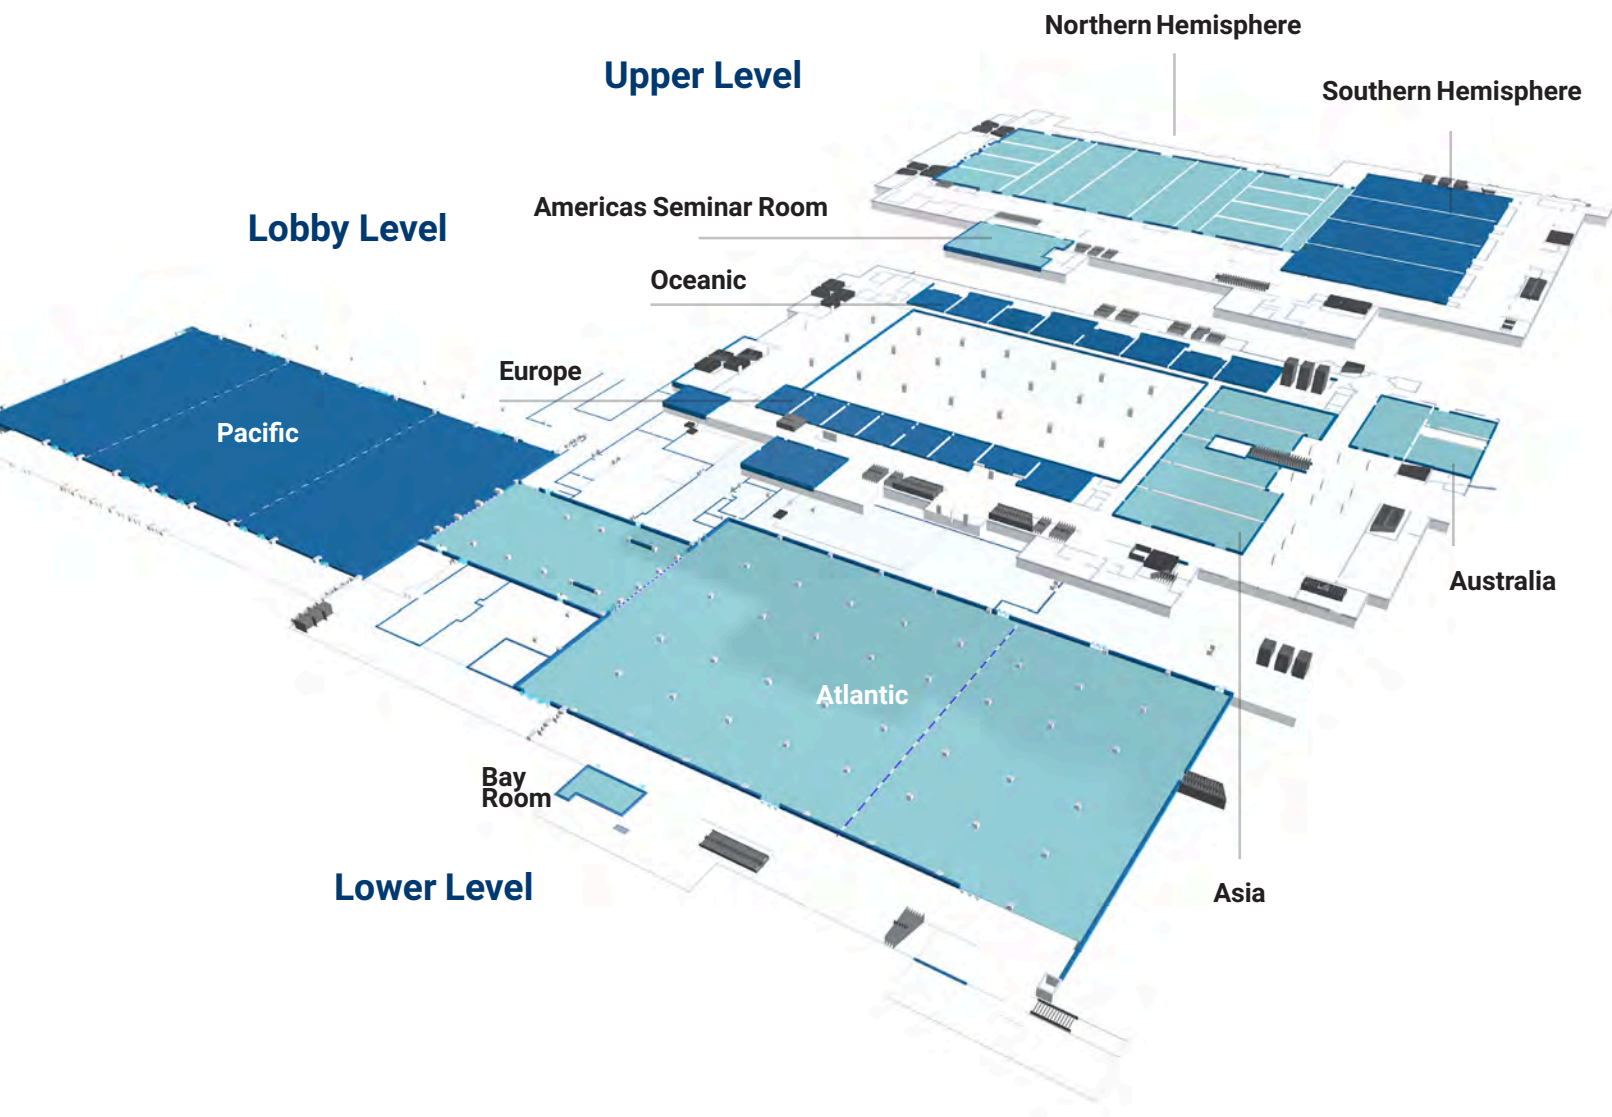 Northern Hemisphere
Upper Level
Southern Hemisphere
Americas Seminar Room
Lobby Level
Oceanic
Europe
Pacific
Australia
Atlantic
Bay
Room
Lower Level
Asia